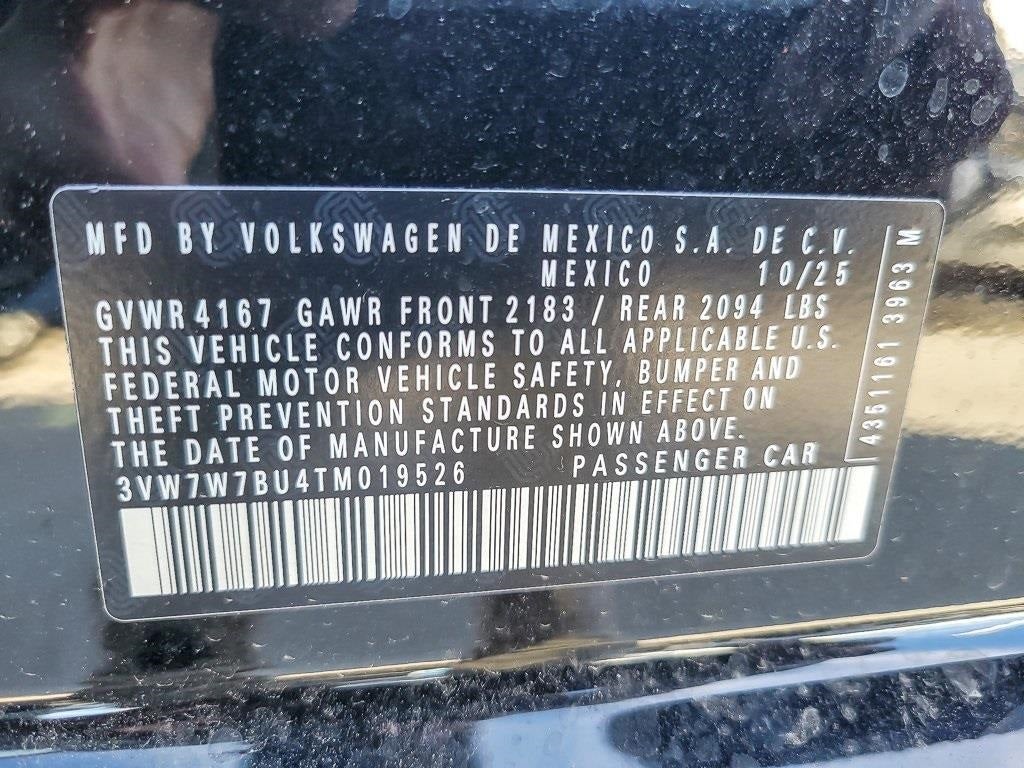 MFD BY VOLKSWAGEN DE MEXICO S.A. DE C.V.
MEXICO 10/25
GVWR 4167 GAWR FRONT 2183 / REAR 2094 LBS
THIS VEHICLE CONFORMS TO ALL APPLICABLE U.S.
FEDERAL MOTOR VEHICLE SAFETY, BUMPER AND
THEFT PREVENTION STANDARDS IN EFFECT ON
THE DATE OF MANUFACTURE SHOWN ABOVE.
3VW7W7BU4TM019526 PASSENGER CAR
4351161 3963 M